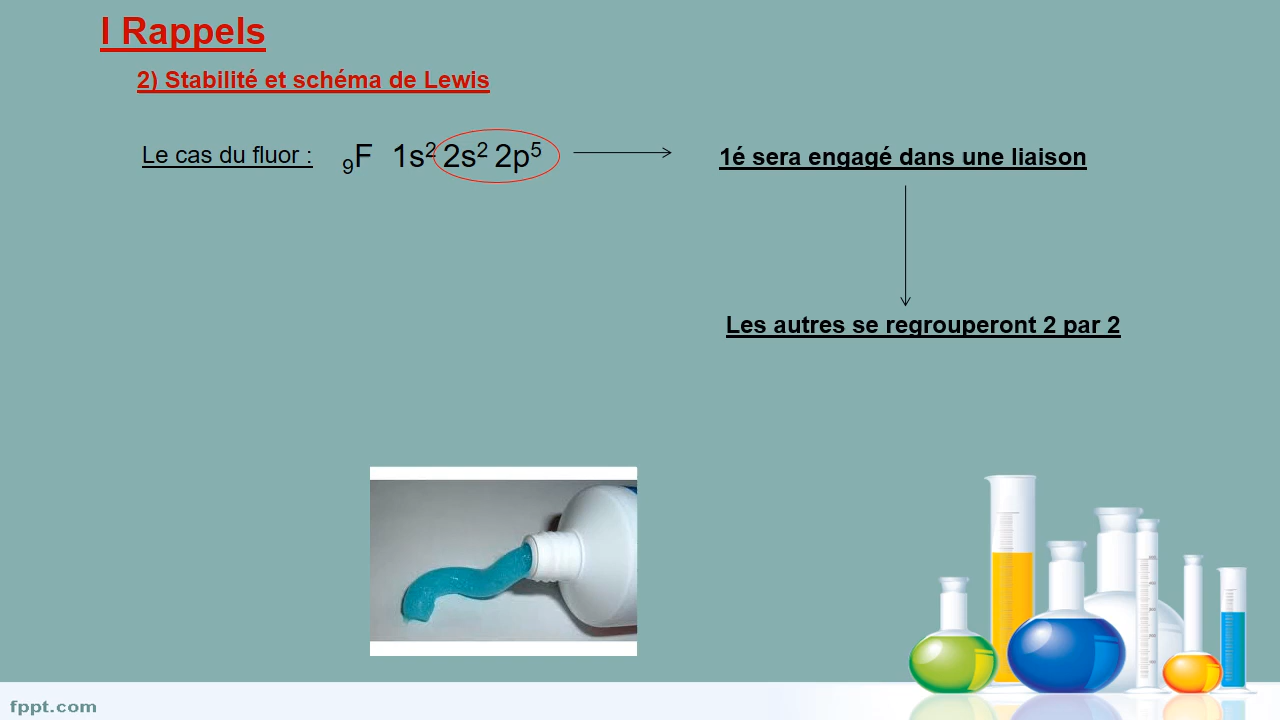 I Rappels
2) Stabilité et schéma de Lewis
Le cas du fluor : ₉F 1s² 2s² 2p⁵ 1é sera engagé dans une liaison
Les autres se regrouperont 2 par 2
fppt.com